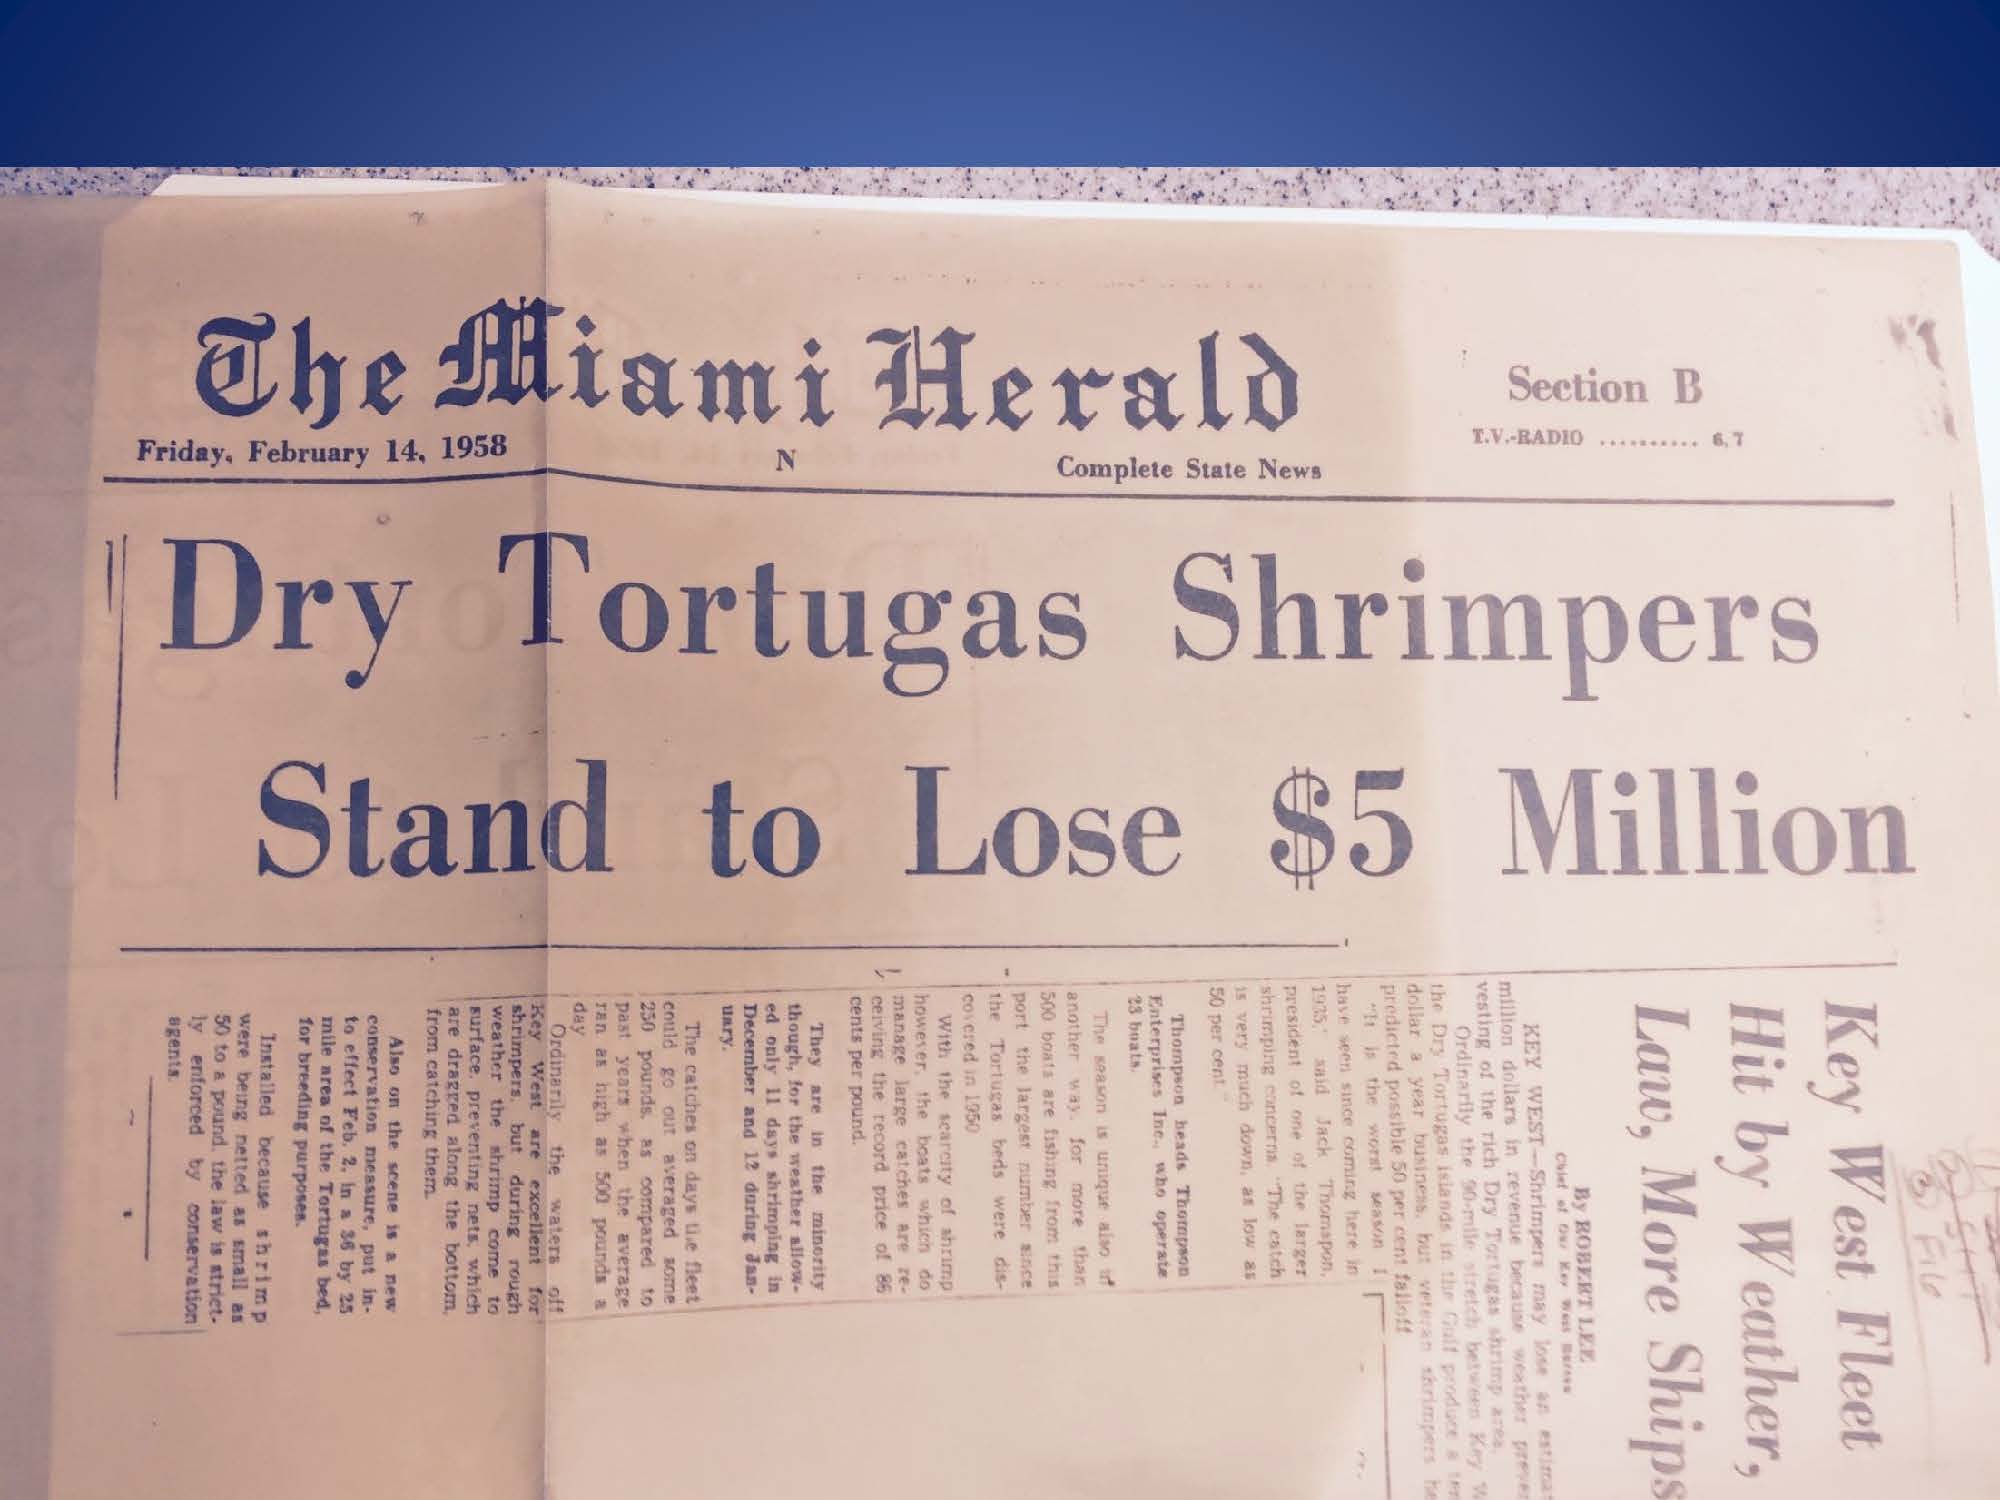 The Miami Herald
Section B
T.V.-RADIO .......... 6, 7
Friday, February 14, 1958
N
Complete State News
Dry Tortugas Shrimpers
Stand to Lose $5 Million
Key West Fleet
Hit by Weather,
Law, More Ships
By ROBERT LEE
Chief of Our Key West Bureau
KEY WEST—Shrimpers may lose an
million dollars in revenue because weather
vesting of the rich Dry Tortugas shrimp area.
Ordinarily the 90-mile stretch between Key
the Dry Tortugas islands in the Gulf produce a
dollar a year business, but veteran shrimpers
predicted possible 50 per cent falloff
"It is the worst season I
have seen since coming here in
1935," said Jack Thomspon,
president of one of the larger
shrimping concerns. "The catch
is very much down, as low as
50 per cent."
Thompson heads Thompson
Enterprises Inc., who operate
23 boats.
The season is unique also in
another way, for more than
500 boats are fishing from this
port the largest number since
the Tortugas beds were dis-
covered in 1950
With the scarcity of shrimp
however, the boats which do
manage large catches are re-
ceiving the record price of 86
cents per pound.
They are in the minority
though, for the weather allow-
ed only 11 days shrimping in
December and 12 during Jan-
uary.
The catches on days the fleet
could go out averaged some
250 pounds, as compared to
past years when the average
ran as high as 500 pounds a
day
Ordinarily the waters off
Key West are excellent for
shrimpers, but during rough
weather the shrimp come to
surface, preventing nets, which
are dragged along the bottom,
from catching them.
Also on the scene is a new
conservation measure, put in-
to effect Feb. 2, in a 36 by 25
mile area of the Tortugas bed,
for breeding purposes.
Installed because shrimp
were being netted as small as
50 to a pound, the law is strict-
ly enforced by conservation
agents.
File